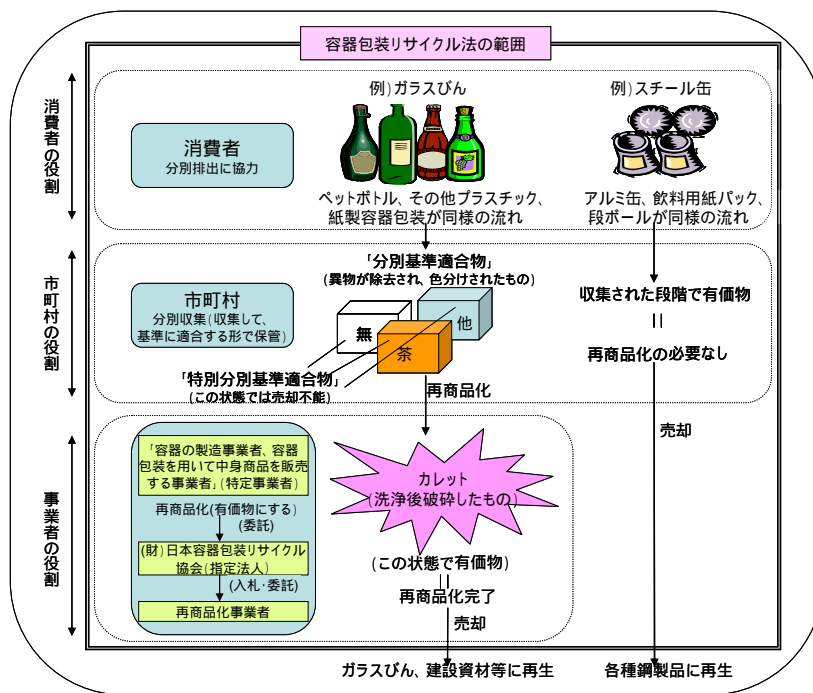 容器包装リサイクル法の範囲
消費者の役割
消費者
分別排出に協力
例)ガラスびん
ペットボトル、その他プラスチック、
紙製容器包装が同様の流れ
例)スチール缶
アルミ缶、飲料用紙パック、
段ボールが同様の流れ
市町村の役割
市町村
分別収集(収集して、
基準に適合する形で保管)
「分別基準適合物」
(異物が除去され、色分けされたもの)
無
茶
他
「特別分別基準適合物」
(この状態では売却不能)
再商品化
収集された段階で有価物
=
再商品化の必要なし
売却
事業者の役割
「容器の製造事業者、容器
包装を用いて中身商品を販売
する事業者」(特定事業者)
再商品化(有価物にする)
(委託)
(財)日本容器包装リサイクル
協会(指定法人)
(入札・委託)
再商品化事業者
カレット
(洗浄後破砕したもの)
(この状態で有価物)
再商品化完了
売却
ガラスびん、建設資材等に再生
各種鋼製品に再生